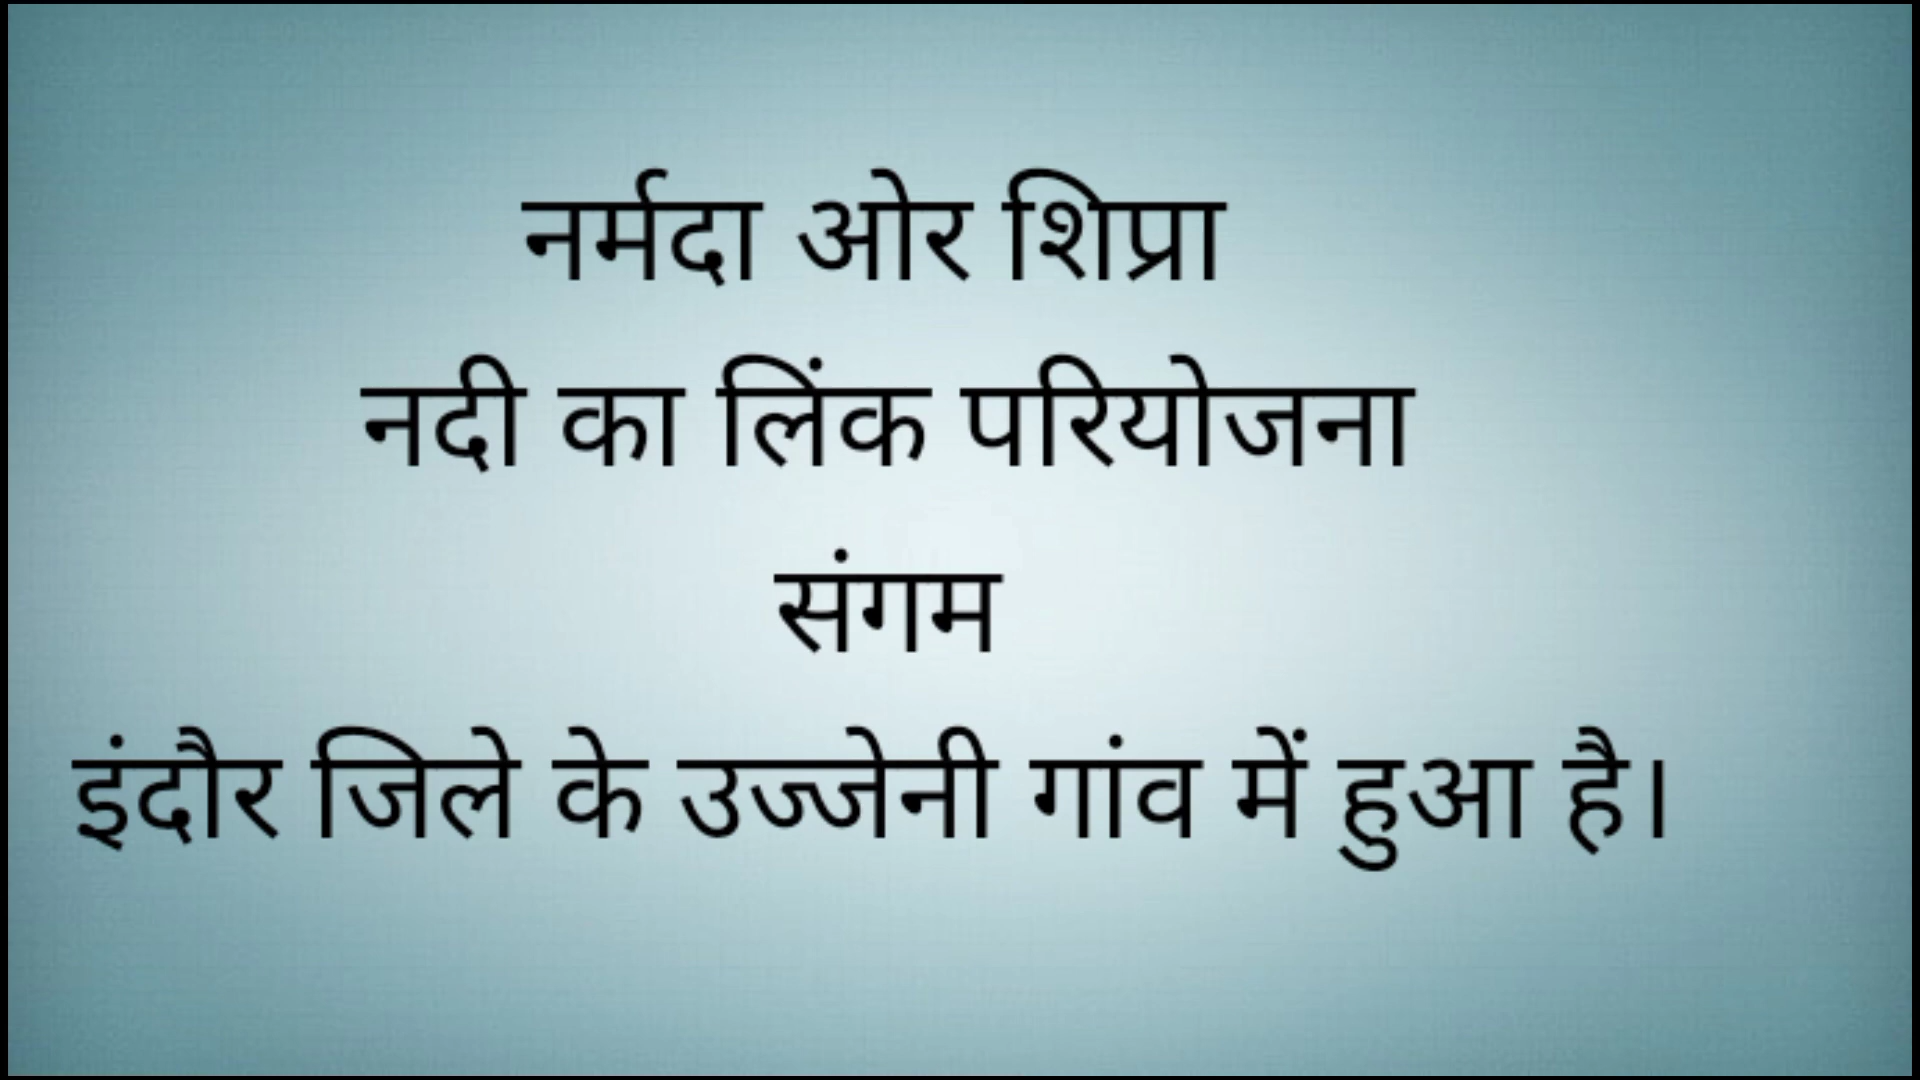 नर्मदा ओर शिप्रा
नदी का लिंक परियोजना
संगम
इंदौर जिले के उज्जेनी गांव में हुआ है।